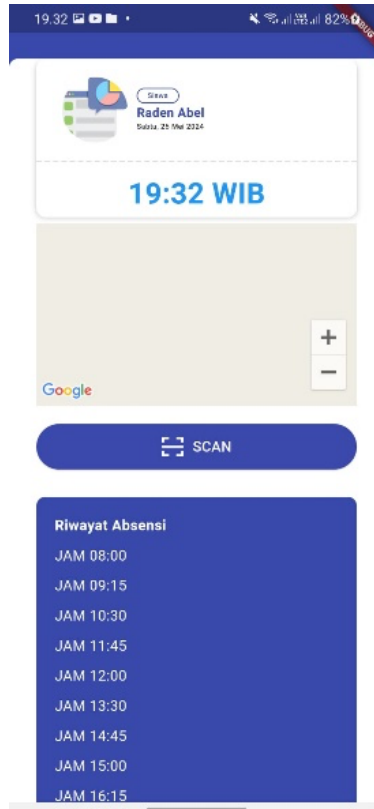 19.32 82%
DEBUG
Siswa
Raden Abel
Sabtu, 25 Mei 2024
19:32 WIB
+
−
Google
SCAN
Riwayat Absensi
JAM 08:00
JAM 09:15
JAM 10:30
JAM 11:45
JAM 12:00
JAM 13:30
JAM 14:45
JAM 15:00
JAM 16:15